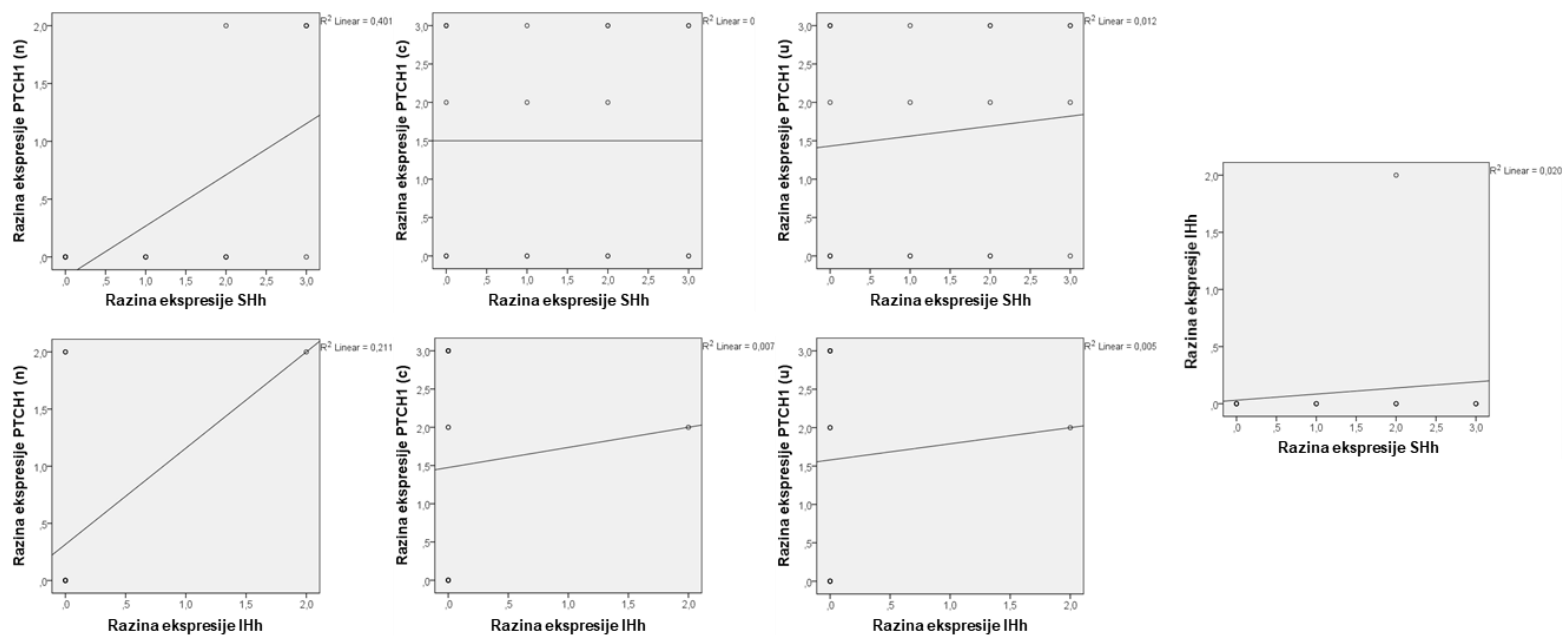 R² Linear = 0,401
Razina ekspresije PTCH1 (n)
2,0
1,5
1,0
,5
,0
,0 ,5 1,0 1,5 2,0 2,5 3,0
Razina ekspresije SHh
R² Linear = 0
Razina ekspresije PTCH1 (c)
3,0
2,5
2,0
1,5
1,0
,5
,0
,0 ,5 1,0 1,5 2,0 2,5 3,0
Razina ekspresije SHh
R² Linear = 0,012
Razina ekspresije PTCH1 (u)
3,0
2,5
2,0
1,5
1,0
,5
,0
,0 ,5 1,0 1,5 2,0 2,5 3,0
Razina ekspresije SHh
R² Linear = 0,020
Razina ekspresije IHh
2,0
1,5
1,0
,5
,0
,0 ,5 1,0 1,5 2,0 2,5 3,0
Razina ekspresije SHh
R² Linear = 0,211
Razina ekspresije PTCH1 (n)
2,0
1,5
1,0
,5
,0
,0 ,5 1,0 1,5 2,0
Razina ekspresije IHh
R² Linear = 0,007
Razina ekspresije PTCH1 (c)
3,0
2,5
2,0
1,5
1,0
,5
,0
,0 ,5 1,0 1,5 2,0
Razina ekspresije IHh
R² Linear = 0,005
Razina ekspresije PTCH1 (u)
3,0
2,5
2,0
1,5
1,0
,5
,0
,0 ,5 1,0 1,5 2,0
Razina ekspresije IHh